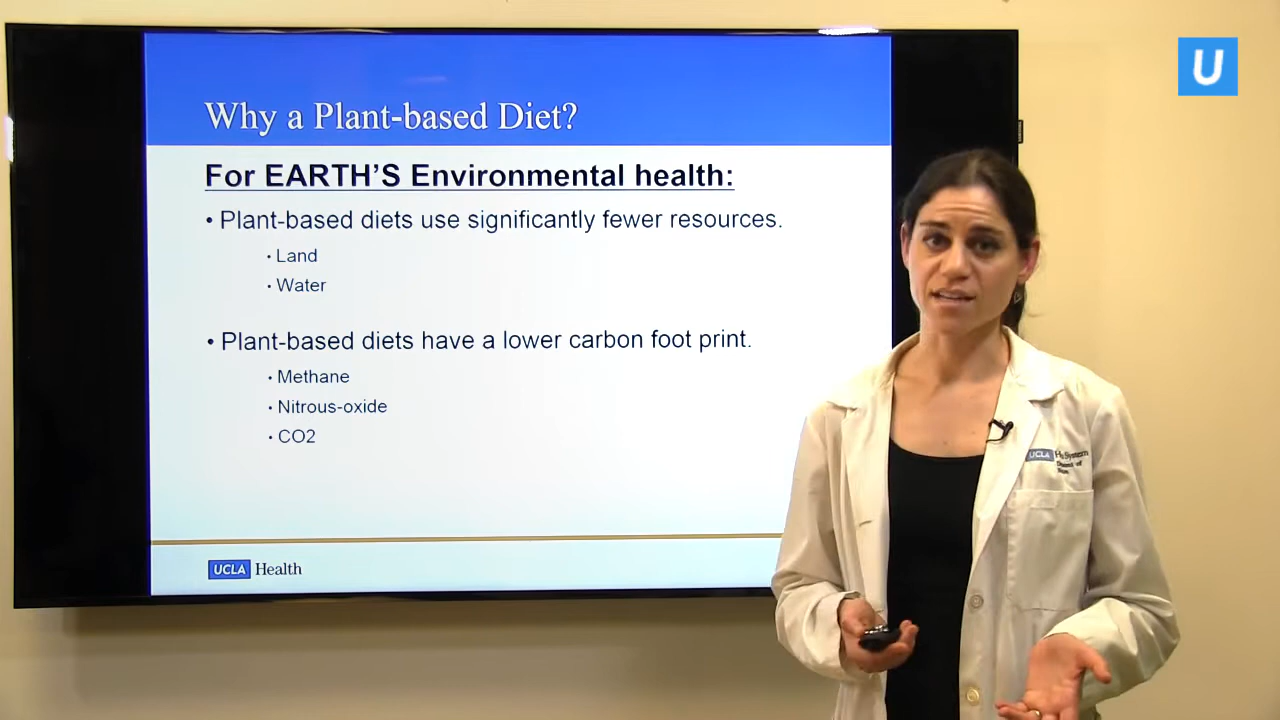 Why a Plant-based Diet?
For EARTH'S Environmental health:
• Plant-based diets use significantly fewer resources.
• Land
• Water
• Plant-based diets have a lower carbon foot print.
• Methane
• Nitrous-oxide
• CO2
UCLA Health
U
UCLA